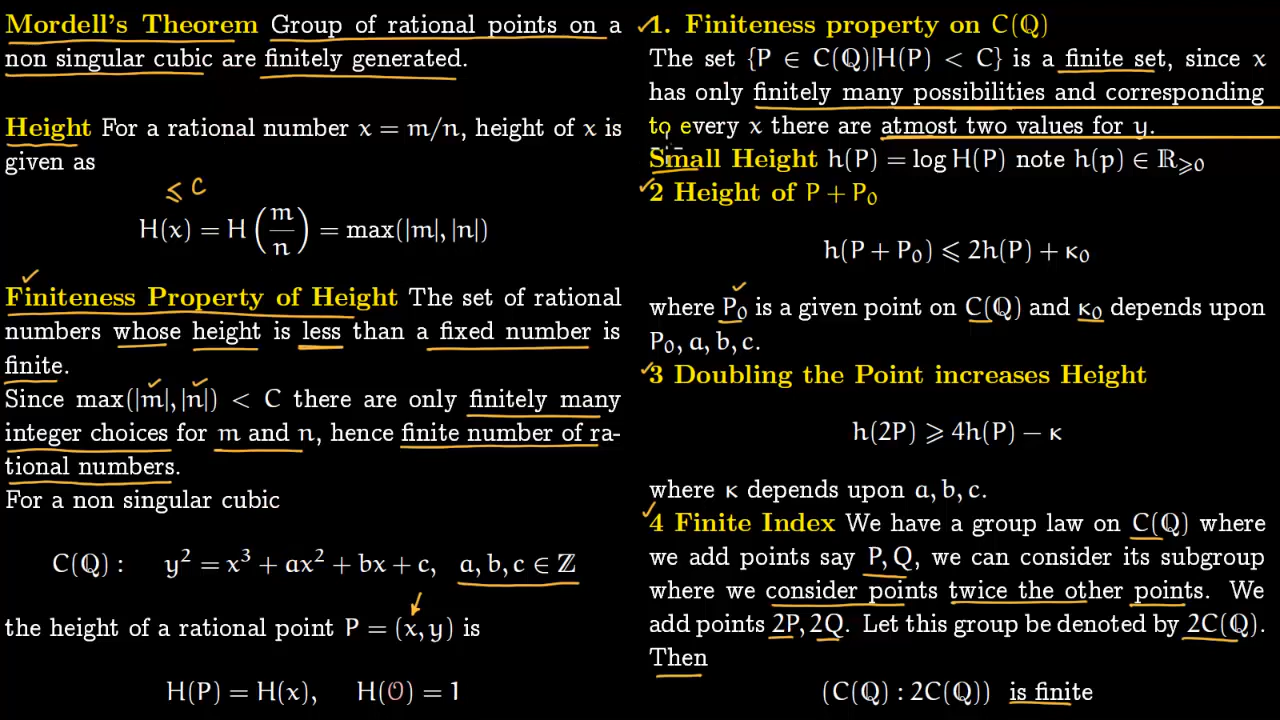 Mordell's Theorem Group of rational points on a
non singular cubic are finitely generated.
Height For a rational number x = m/n, height of x is
given as
⩽ C
H(x) = H (m/n) = max(|m|, |n|)
Finiteness Property of Height The set of rational
numbers whose height is less than a fixed number is
finite.
Since max(|m|, |n|) < C there are only finitely many
integer choices for m and n, hence finite number of ra-
tional numbers.
For a non singular cubic
C(ℚ) : y² = x³ + ax² + bx + c, a, b, c ∈ ℤ
the height of a rational point P = (x, y) is
H(P) = H(x), H(𝒪) = 1
1. Finiteness property on C(ℚ)
The set {P ∈ C(ℚ)|H(P) < C} is a finite set, since x
has only finitely many possibilities and corresponding
to every x there are atmost two values for y.
Small Height h(P) = log H(P) note h(p) ∈ ℝ⩾0
2 Height of P + P₀
h(P + P₀) ⩽ 2h(P) + κ₀
where P₀ is a given point on C(ℚ) and κ₀ depends upon
P₀, a, b, c.
3 Doubling the Point increases Height
h(2P) ⩾ 4h(P) − κ
where κ depends upon a, b, c.
4 Finite Index We have a group law on C(ℚ) where
we add points say P, Q, we can consider its subgroup
where we consider points twice the other points. We
add points 2P, 2Q. Let this group be denoted by 2C(ℚ).
Then
(C(ℚ) : 2C(ℚ)) is finite